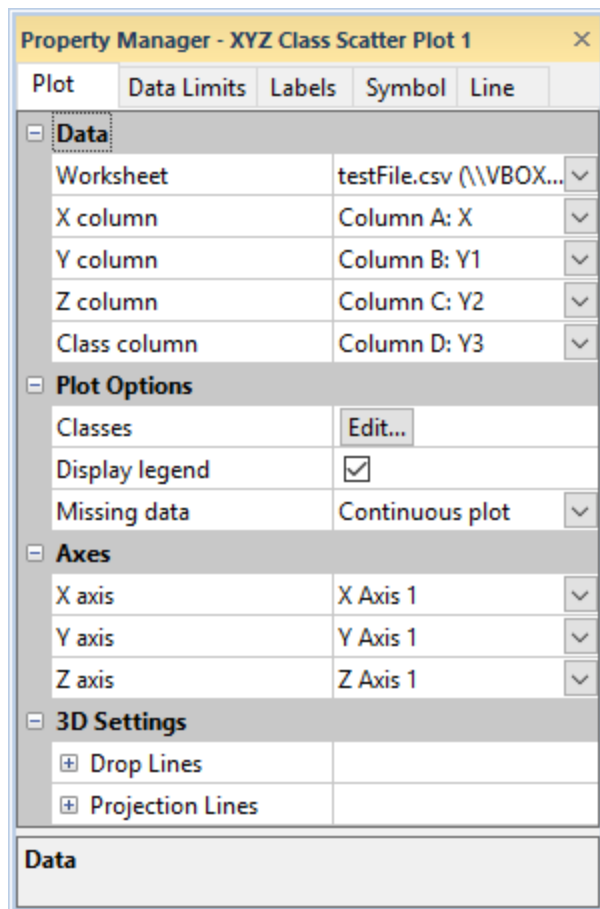 Property Manager - XYZ Class Scatter Plot 1
Plot Data Limits Labels Symbol Line
Data
Worksheet testFile.csv (\\VBOX...
X column Column A: X
Y column Column B: Y1
Z column Column C: Y2
Class column Column D: Y3
Plot Options
Classes Edit...
Display legend
Missing data Continuous plot
Axes
X axis X Axis 1
Y axis Y Axis 1
Z axis Z Axis 1
3D Settings
Drop Lines
Projection Lines
Data